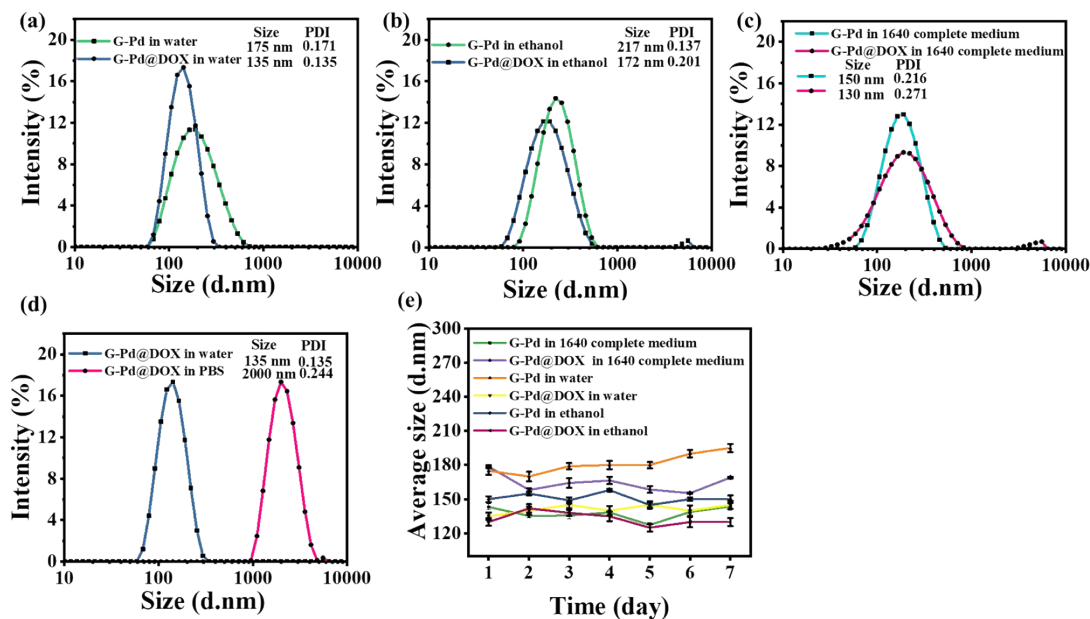 (a)
Size PDI
G-Pd in water 175 nm 0.171
G-Pd@DOX in water 135 nm 0.135
Intensity (%)
20
16
12
8
4
0
10 100 1000 10000
Size (d.nm)
(b)
Size PDI
G-Pd in ethanol 217 nm 0.137
G-Pd@DOX in ethanol 172 nm 0.201
Intensity (%)
20
16
12
8
4
0
10 100 1000 10000
Size (d.nm)
(c)
G-Pd in 1640 complete medium
G-Pd@DOX in 1640 complete medium
Size PDI
150 nm 0.216
130 nm 0.271
Intensity (%)
20
16
12
8
4
0
10 100 1000 10000
Size (d.nm)
(d)
Size PDI
G-Pd@DOX in water 135 nm 0.135
G-Pd@DOX in PBS 2000 nm 0.244
Intensity (%)
20
16
12
8
4
0
10 100 1000 10000
Size (d.nm)
(e)
G-Pd in 1640 complete medium
G-Pd@DOX in 1640 complete medium
G-Pd in water
G-Pd@DOX in water
G-Pd in ethanol
G-Pd@DOX in ethanol
Average size (d.nm)
300
270
240
210
180
150
120
1 2 3 4 5 6 7
Time (day)